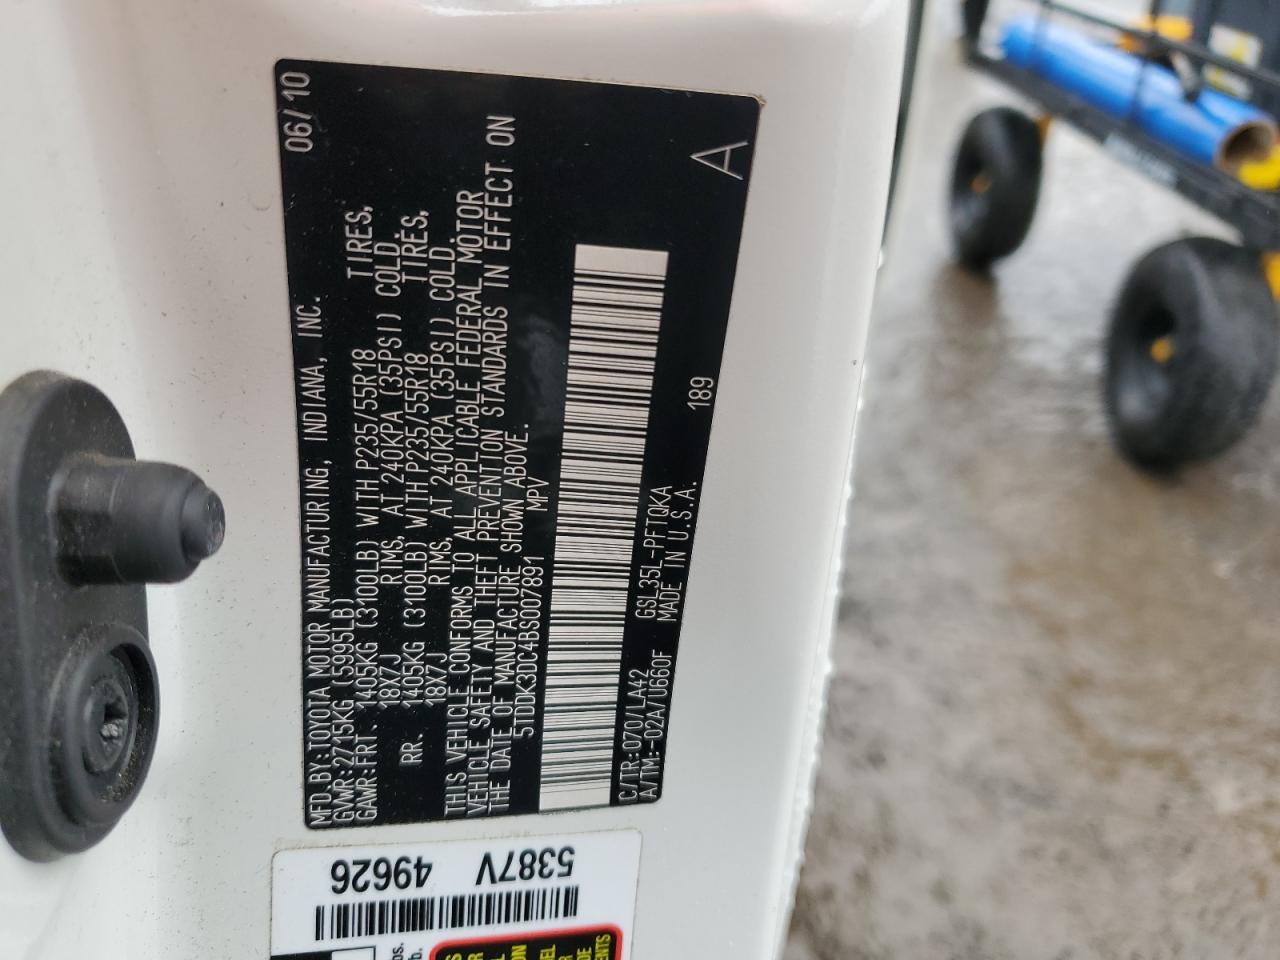 MFD.BY:TOYOTA MOTOR MANUFACTURING, INDIANA, INC. 06/10
GVWR:2715KG (5995LB)
GAWR:FRT. 1405KG (3100LB) WITH P235/55R18 TIRES,
18X7J RIMS, AT 240KPA (35PSI) COLD.
RR. 1405KG (3100LB) WITH P235/55R18 TIRES,
18X7J RIMS, AT 240KPA (35PSI) COLD.
THIS VEHICLE CONFORMS TO ALL APPLICABLE FEDERAL MOTOR
VEHICLE SAFETY AND THEFT PREVENTION STANDARDS IN EFFECT ON
THE DATE OF MANUFACTURE SHOWN ABOVE.
5TDDK3DC4BS007891 MPV
C/TR:070/LA42 GSL35L-PFTQKA 189
A/TM:-02A/U660F MADE IN U.S.A.
A
5387V 49626